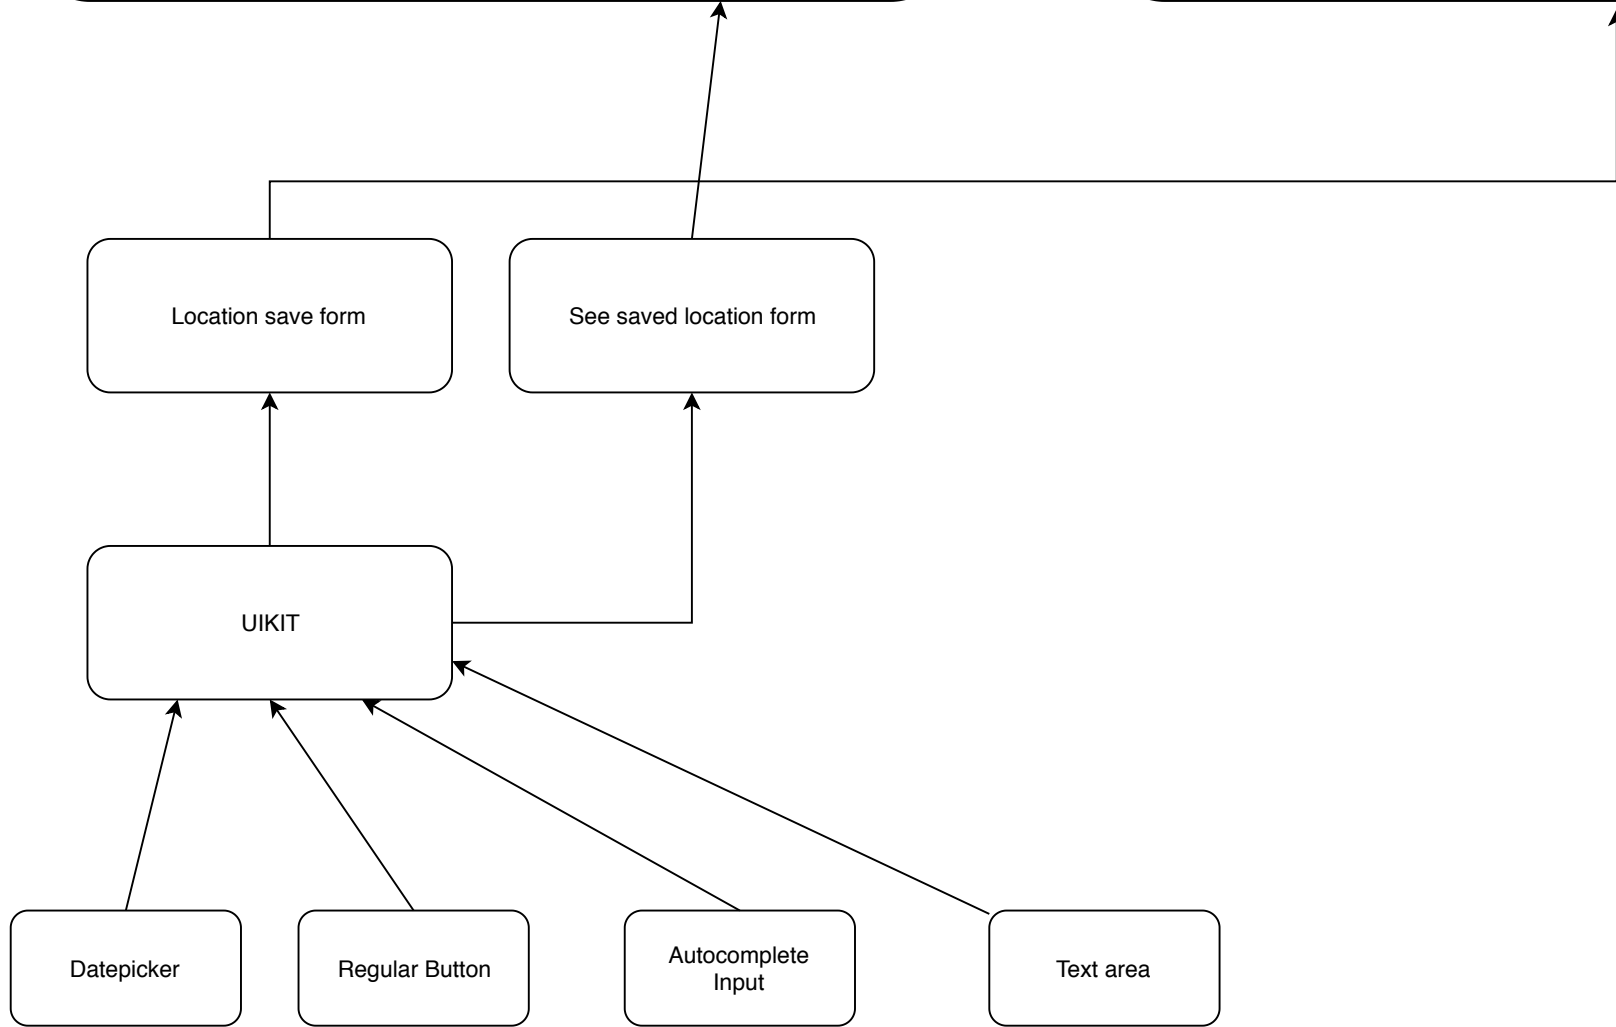 Location save form
See saved location form
UIKIT
Datepicker
Regular Button
Autocomplete
Input
Text area